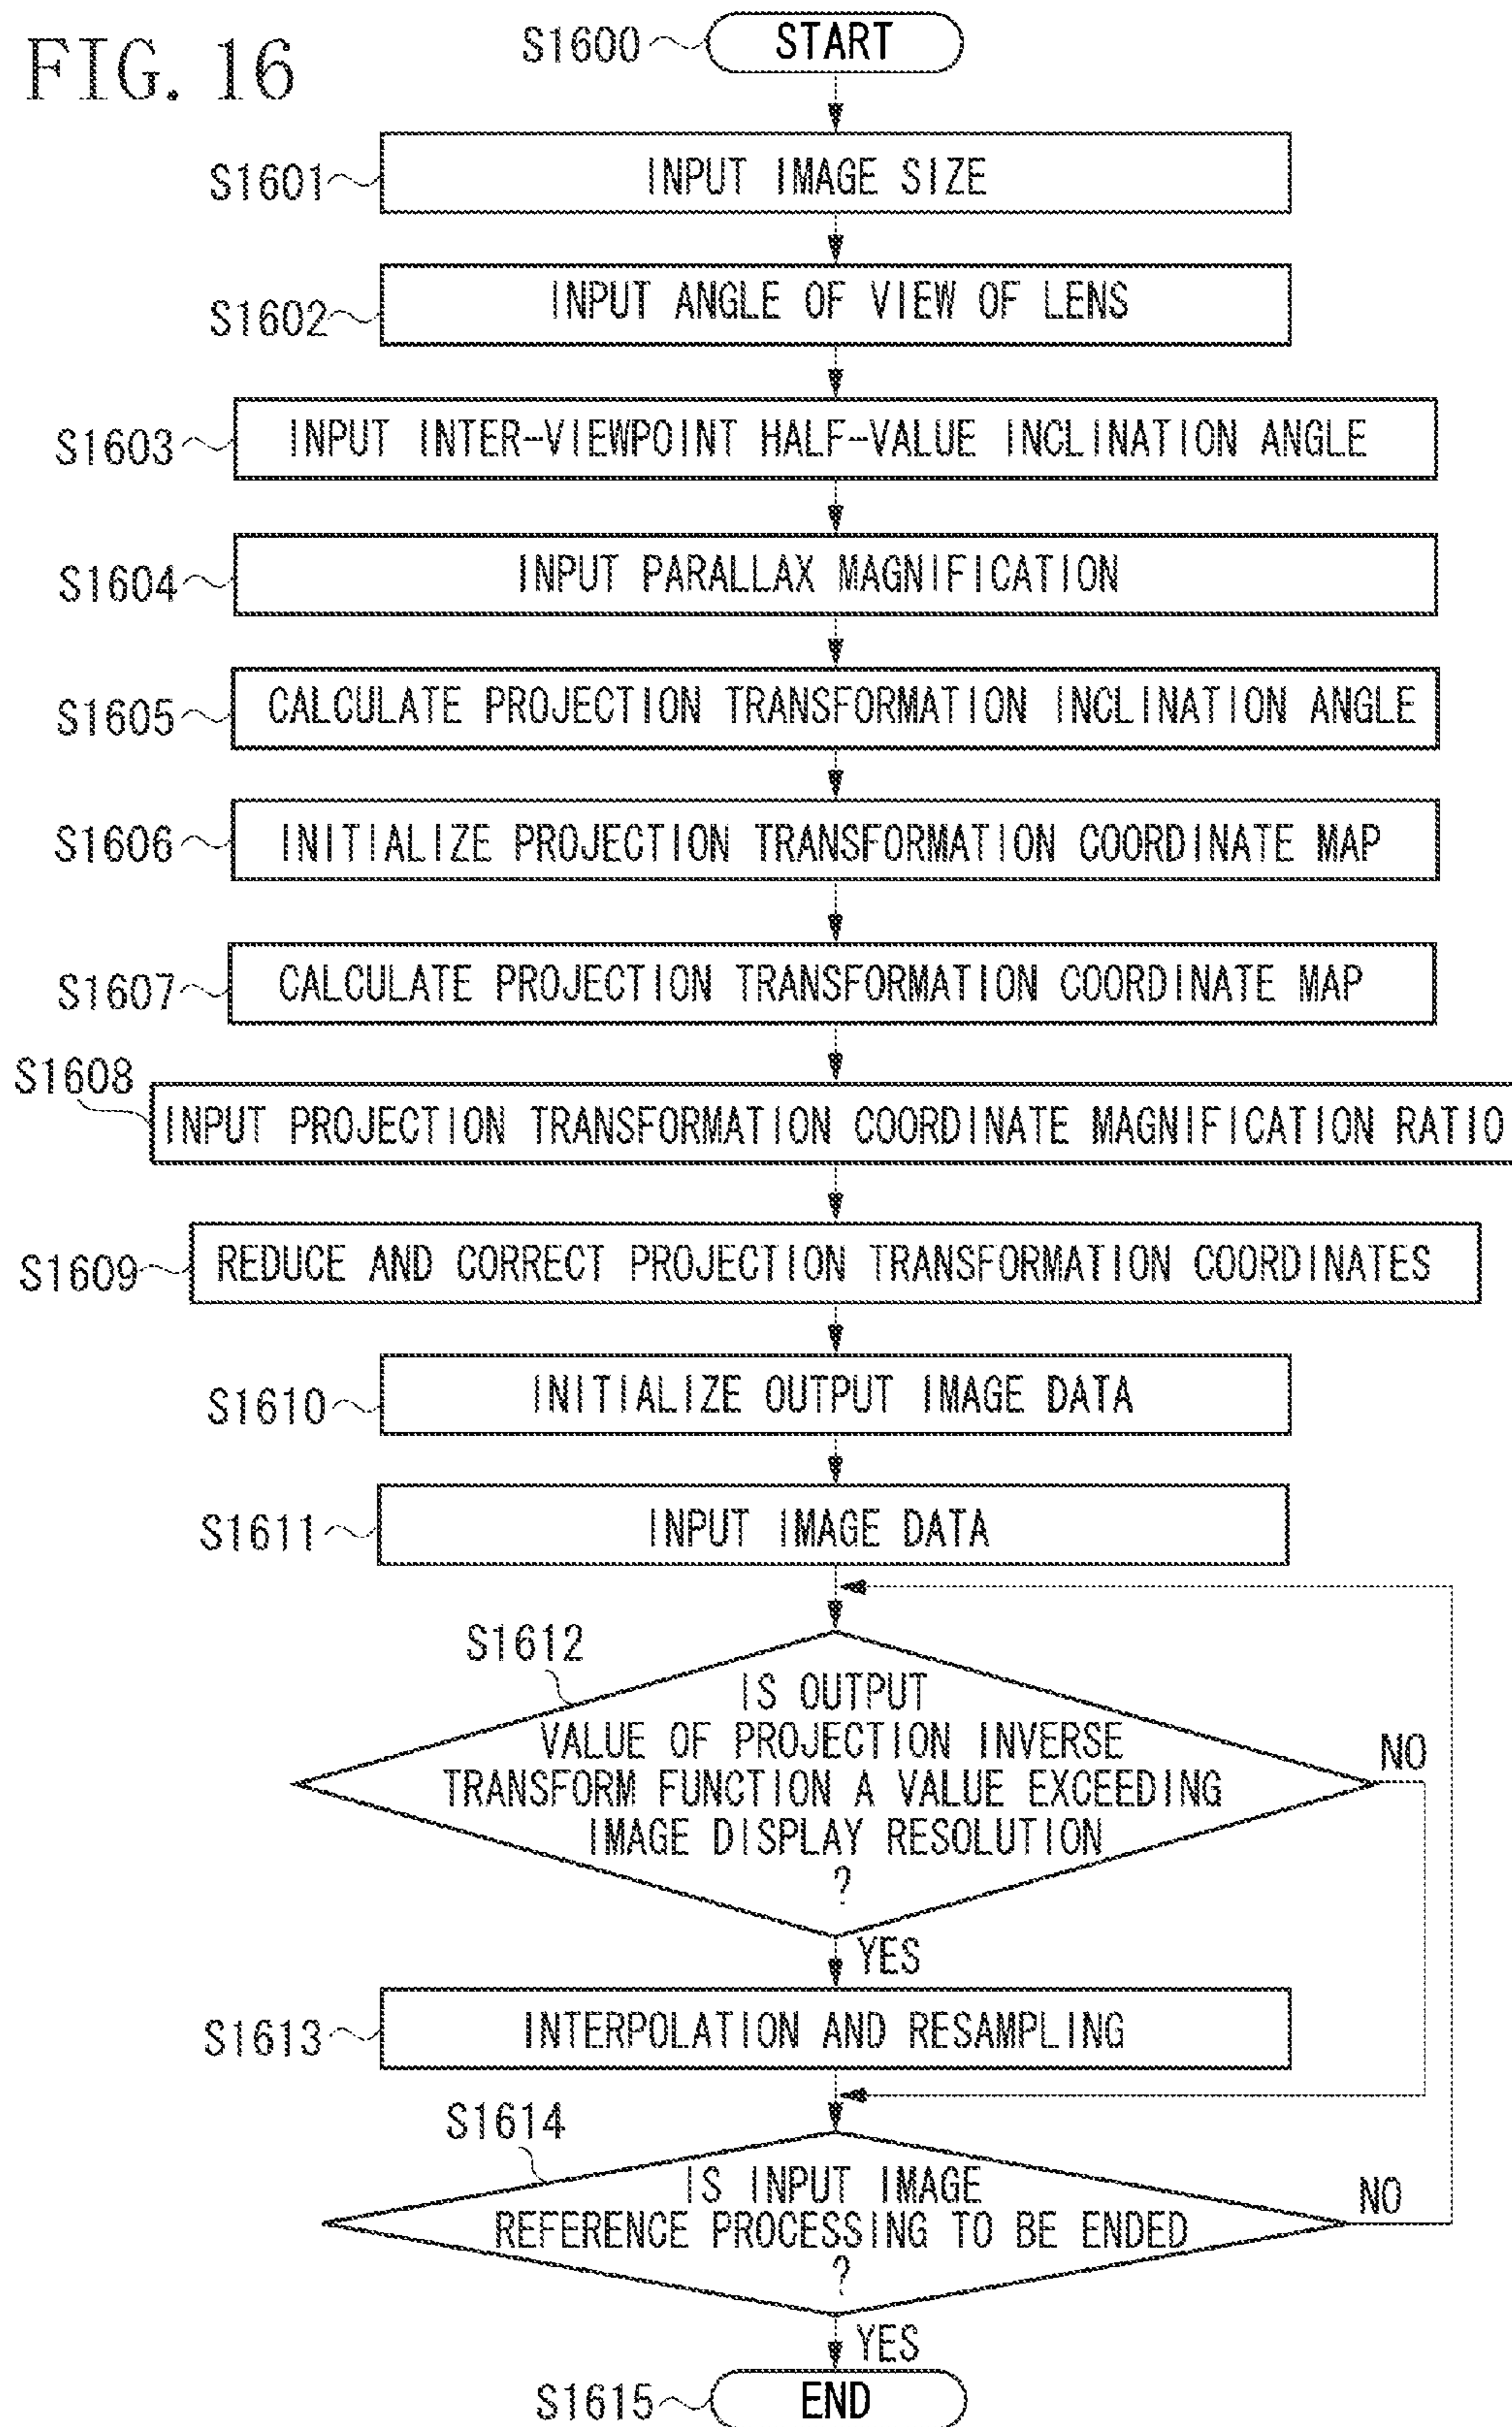 FIG. 16
S1600
START
S1601
INPUT IMAGE SIZE
S1602
INPUT ANGLE OF VIEW OF LENS
S1603
INPUT INTER-VIEWPOINT HALF-VALUE INCLINATION ANGLE
S1604
INPUT PARALLAX MAGNIFICATION
S1605
CALCULATE PROJECTION TRANSFORMATION INCLINATION ANGLE
S1606
INITIALIZE PROJECTION TRANSFORMATION COORDINATE MAP
S1607
CALCULATE PROJECTION TRANSFORMATION COORDINATE MAP
S1608
INPUT PROJECTION TRANSFORMATION COORDINATE MAGNIFICATION RATIO
S1609
REDUCE AND CORRECT PROJECTION TRANSFORMATION COORDINATES
S1610
INITIALIZE OUTPUT IMAGE DATA
S1611
INPUT IMAGE DATA
S1612
IS OUTPUT
VALUE OF PROJECTION INVERSE
TRANSFORM FUNCTION A VALUE EXCEEDING
IMAGE DISPLAY RESOLUTION
?
NO
YES
S1613
INTERPOLATION AND RESAMPLING
S1614
IS INPUT IMAGE
REFERENCE PROCESSING TO BE ENDED
?
NO
YES
S1615
END